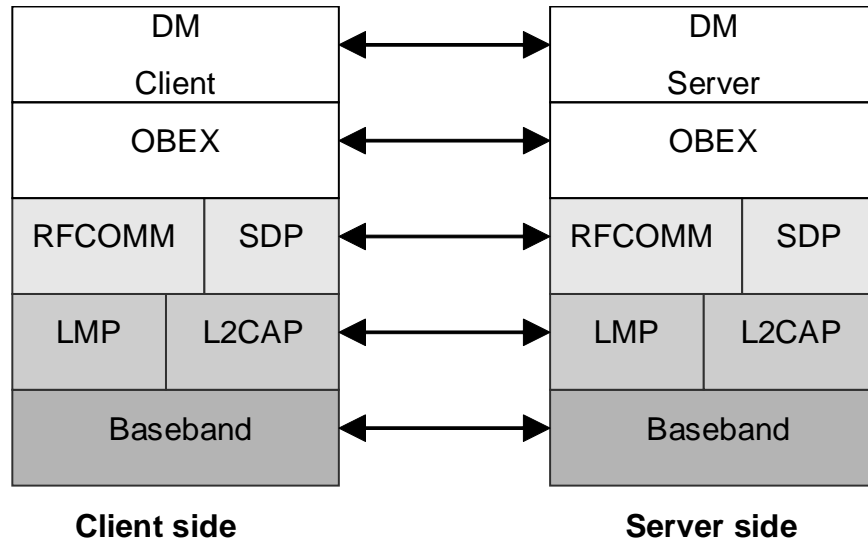 DM DM
Client Server
OBEX OBEX
RFCOMM SDP RFCOMM SDP
LMP L2CAP LMP L2CAP
Baseband Baseband
Client side Server side